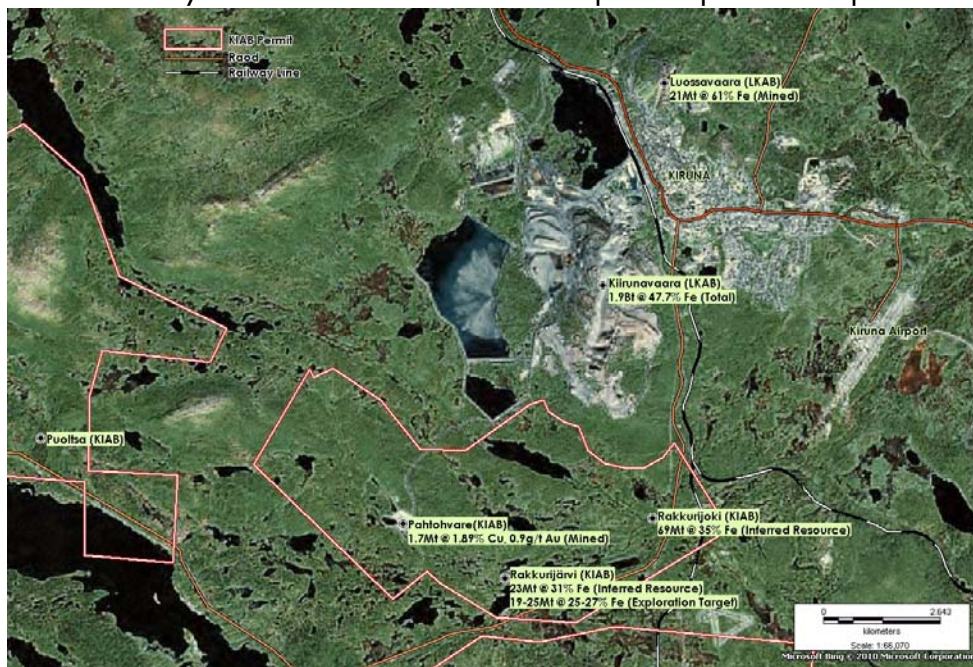 KIAB Permit
Raod
Railway Line
Luossavaara (LKAB)
21Mt @ 61% Fe (Mined)
KIRUNA
Kiirunavaara (LKAB)
1.9Bt @ 47.7% Fe (Total)
Kiruna Airport
Puoltsa (KIAB)
Pahtohvare(KIAB)
1.7Mt @ 1.89% Cu, 0.9g/t Au (Mined)
Rakkurijoki (KIAB)
69Mt @ 35% Fe (Inferred Resource)
Rakkurijärvi (KIAB)
23Mt @ 31% Fe (Inferred Resource)
19-25Mt @ 25-27% Fe (Exploration Target)
0 2.643
kilometers
Scale: 1:66,070
Microsoft Bing © 2010 Microsoft Corporation